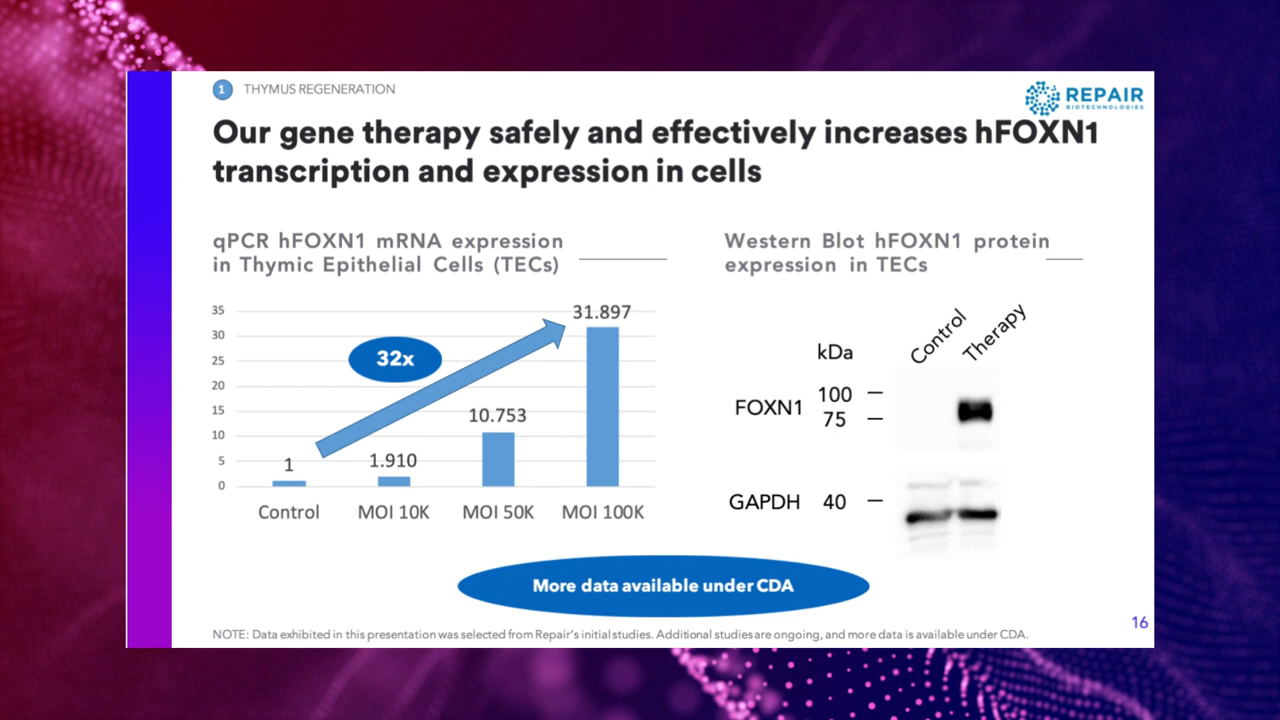 1 THYMUS REGENERATION
REPAIR
BIOTECHNOLOGIES
Our gene therapy safely and effectively increases hFOXN1
transcription and expression in cells
qPCR hFOXN1 mRNA expression
in Thymic Epithelial Cells (TECs)
35
30
25
20
15
10
5
0
32x
1
1.910
10.753
31.897
Control MOI 10K MOI 50K MOI 100K
Western Blot hFOXN1 protein
expression in TECs
Control
Therapy
kDa
100
FOXN1
75
GAPDH 40
More data available under CDA
NOTE: Data exhibited in this presentation was selected from Repair's initial studies. Additional studies are ongoing, and more data is available under CDA.
16